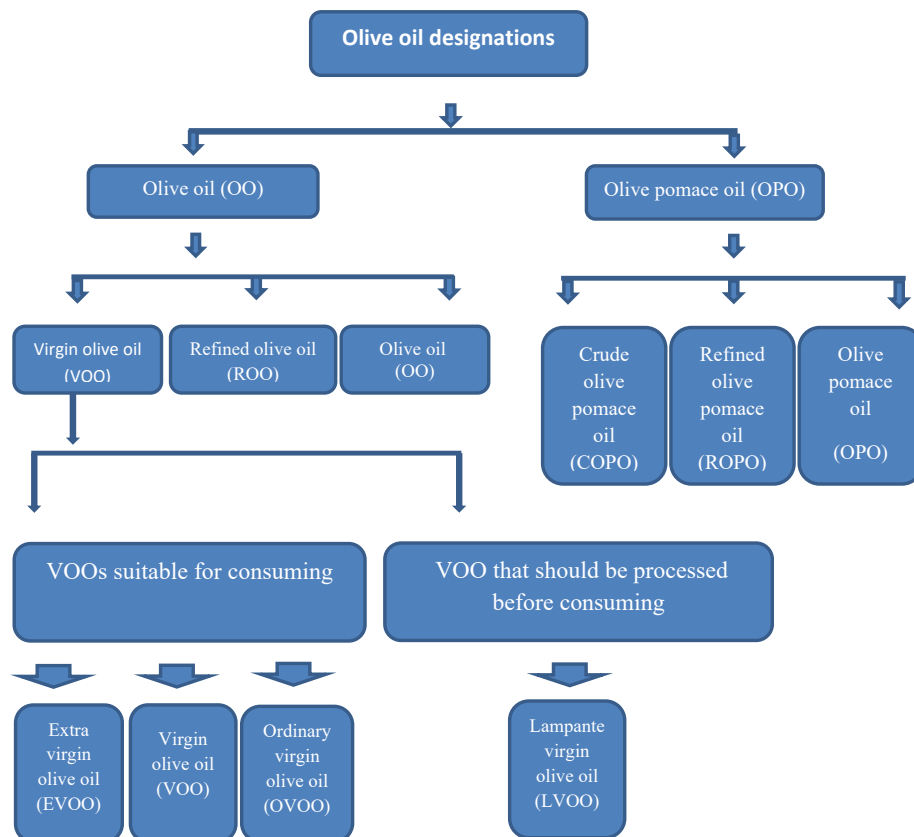 Olive oil designations
Olive oil (OO)
Olive pomace oil (OPO)
Virgin olive oil
(VOO)
Refined olive oil
(ROO)
Olive oil
(OO)
Crude
olive
pomace
oil
(COPO)
Refined
olive
pomace
oil
(ROPO)
Olive
pomace
oil
(OPO)
VOOs suitable for consuming
VOO that should be processed
before consuming
Extra
virgin
olive oil
(EVOO)
Virgin
olive oil
(VOO)
Ordinary
virgin
olive oil
(OVOO)
Lampante
virgin
olive oil
(LVOO)